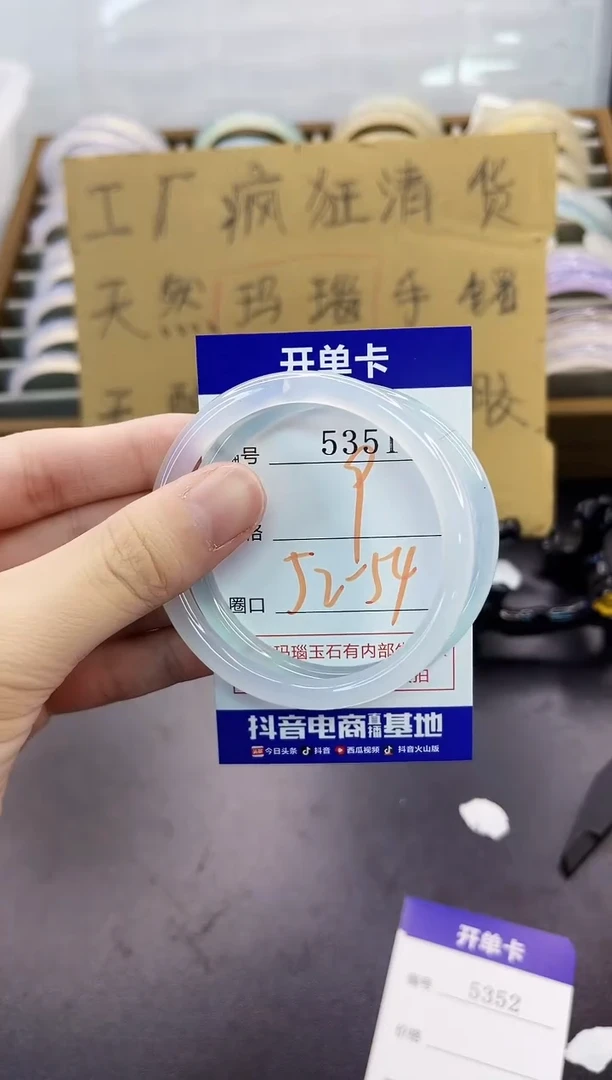 工厂疯狂清货
天然玛瑙手镯
胶
开单卡
号 5351
格 9
圈口 52-54
玛瑙玉石有内部
拍
抖音电商直播基地
今日头条 抖音 西瓜视频 抖音火山版
开单卡
编号 5352
价格